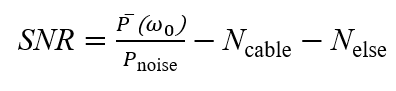 SNR = P̄ (ω₀) / P_noise − N_cable − N_else